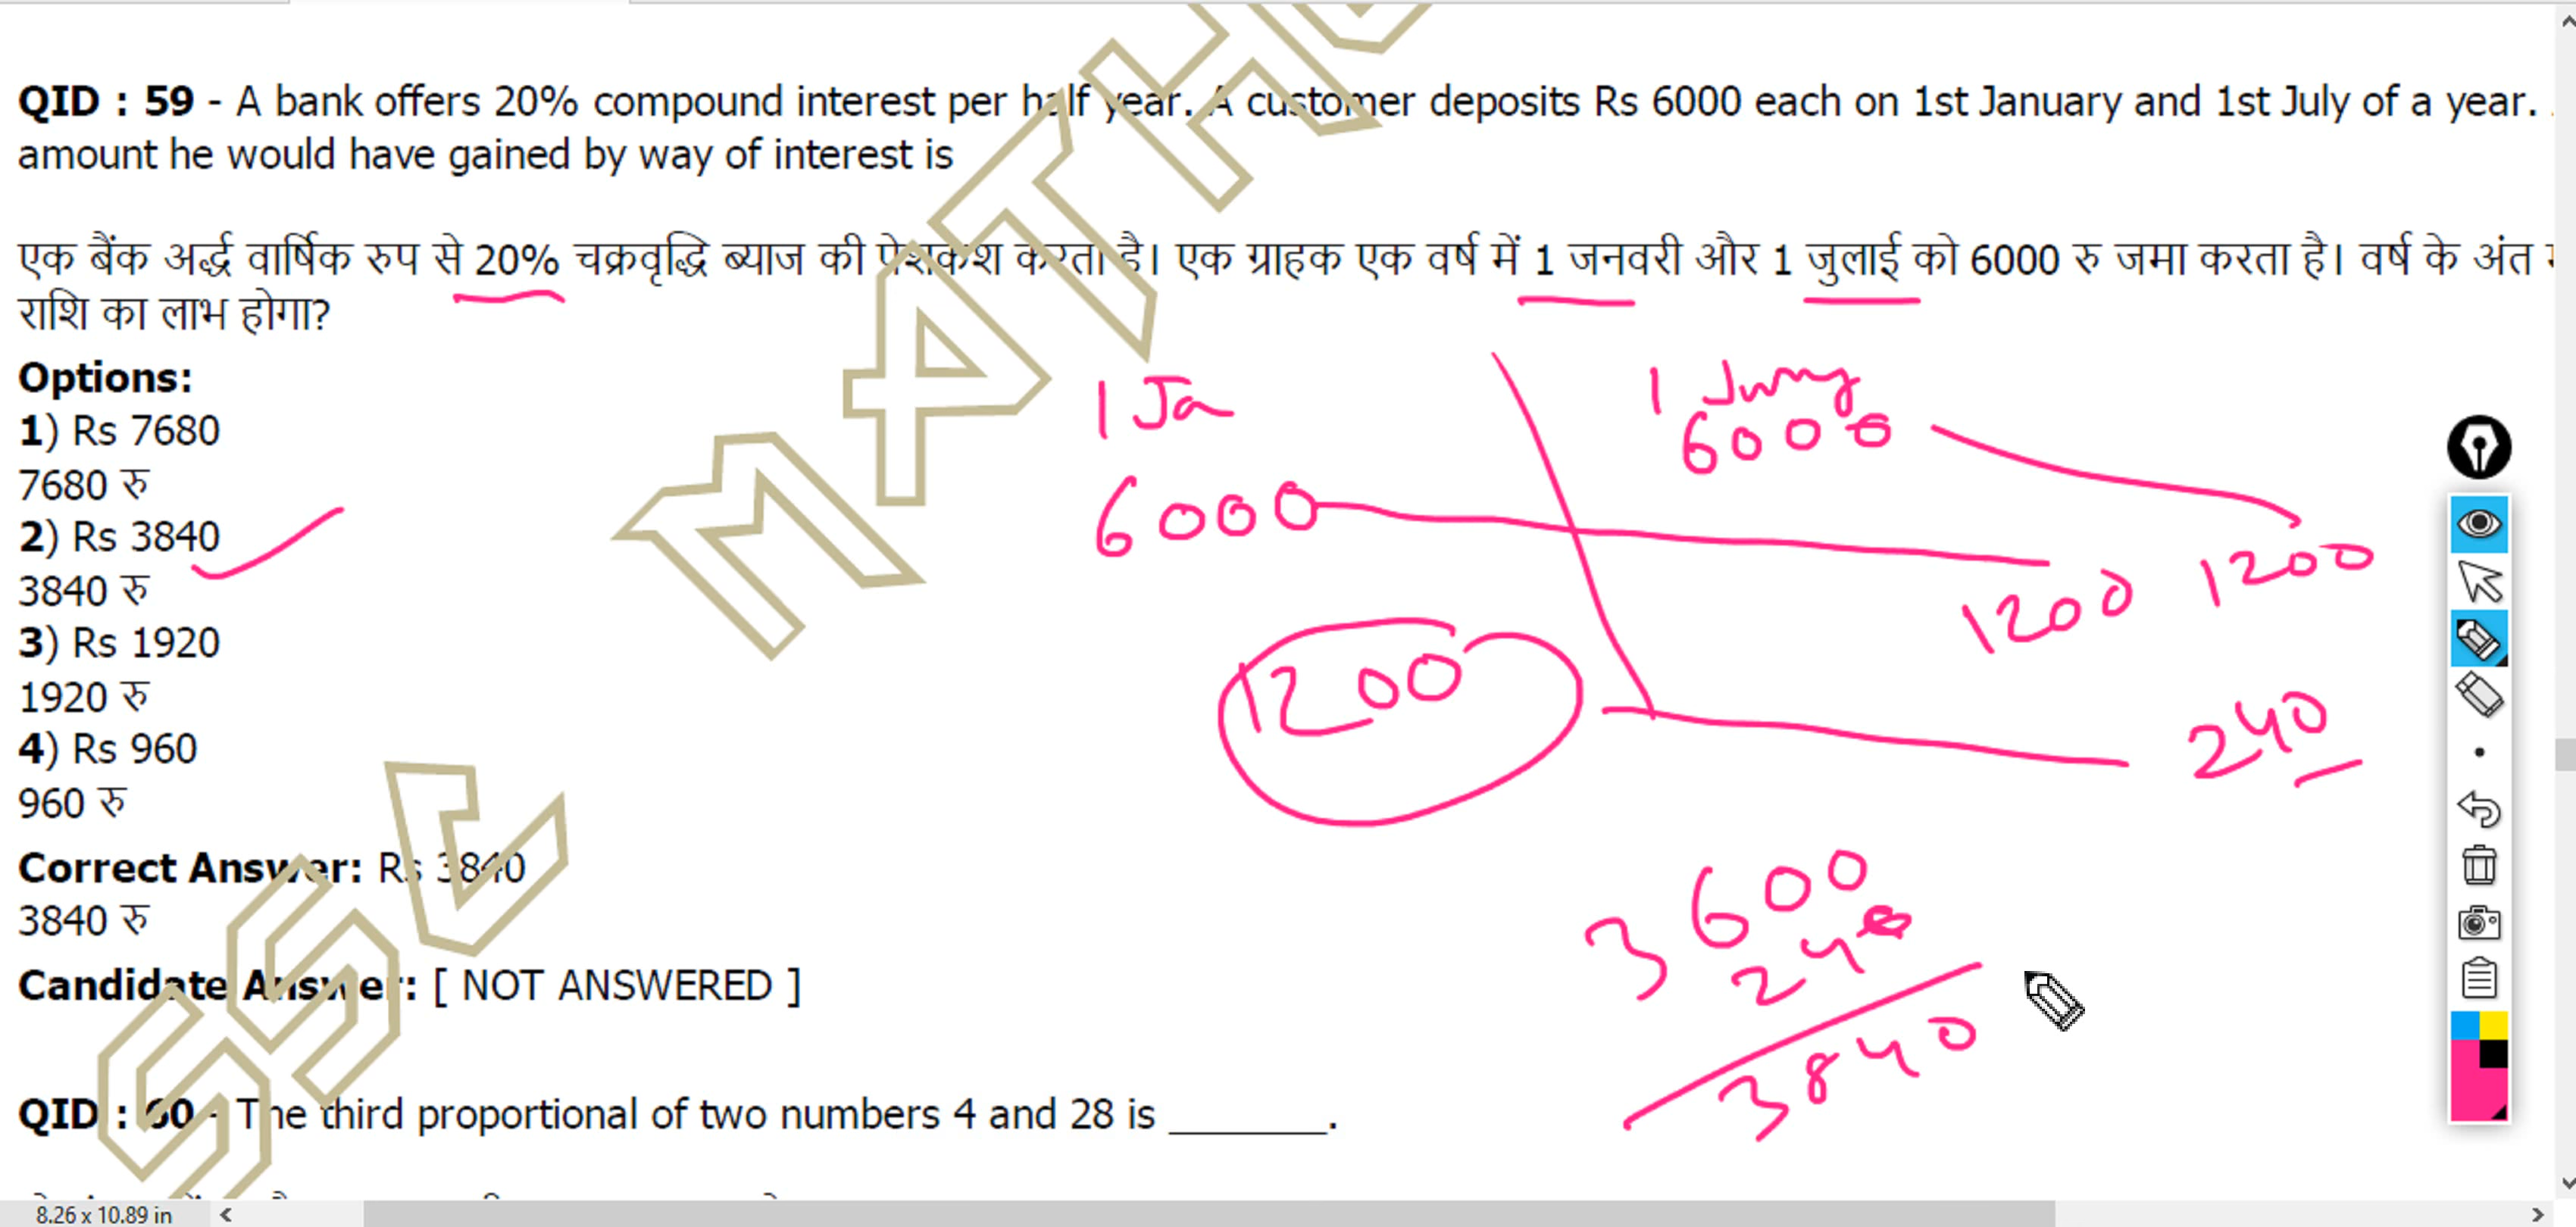 QID : 59 - A bank offers 20% compound interest per half year. A customer deposits Rs 6000 each on 1st January and 1st July of a year.
amount he would have gained by way of interest is
एक बैंक अर्द्ध वार्षिक रुप से 20% चक्रवृद्धि ब्याज की पेशकश करता है। एक ग्राहक एक वर्ष में 1 जनवरी और 1 जुलाई को 6000 रु जमा करता है। वर्ष के अंत
राशि का लाभ होगा?
Options:
1) Rs 7680
7680 रु
2) Rs 3840
3840 रु
3) Rs 1920
1920 रु
4) Rs 960
960 रु
Correct Answer: Rs 3840
3840 रु
Candidate Answer: [ NOT ANSWERED ]
QID : 60 - The third proportional of two numbers 4 and 28 is _______.
1 Ja
6000
1200
1
6000
1200
1200
240
3600
240
3840
SSC
MATH
8.26 x 10.89 in